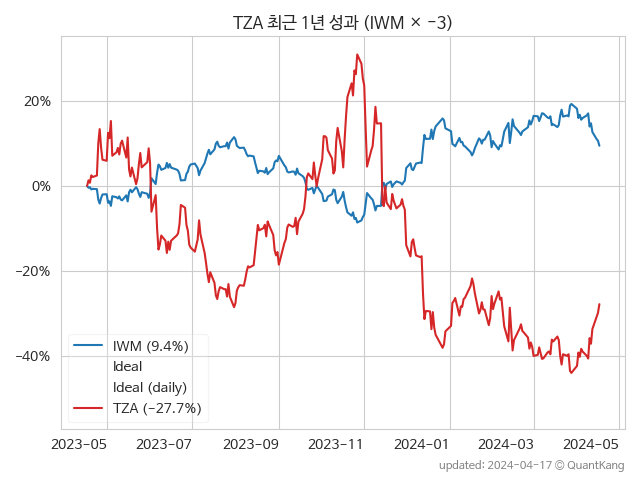 TZA 최근 1년 성과 (IWM × −3)
20%
0%
−20%
−40%
IWM (9.4%)
Ideal
Ideal (daily)
TZA (−27.7%)
2023−05 2023−07 2023−09 2023−11 2024−01 2024−03 2024−05
updated: 2024-04-17 © QuantKang